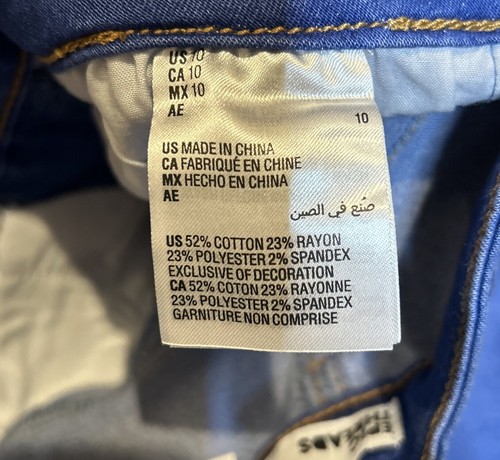 US 10
CA 10
MX 10
AE
10
US MADE IN CHINA
CA FABRIQUÉ EN CHINE
MX HECHO EN CHINA
AE
صُنع في الصين
US 52% COTTON 23% RAYON
23% POLYESTER 2% SPANDEX
EXCLUSIVE OF DECORATION
CA 52% COTON 23% RAYONNE
23% POLYESTER 2% SPANDEX
GARNITURE NON COMPRISE